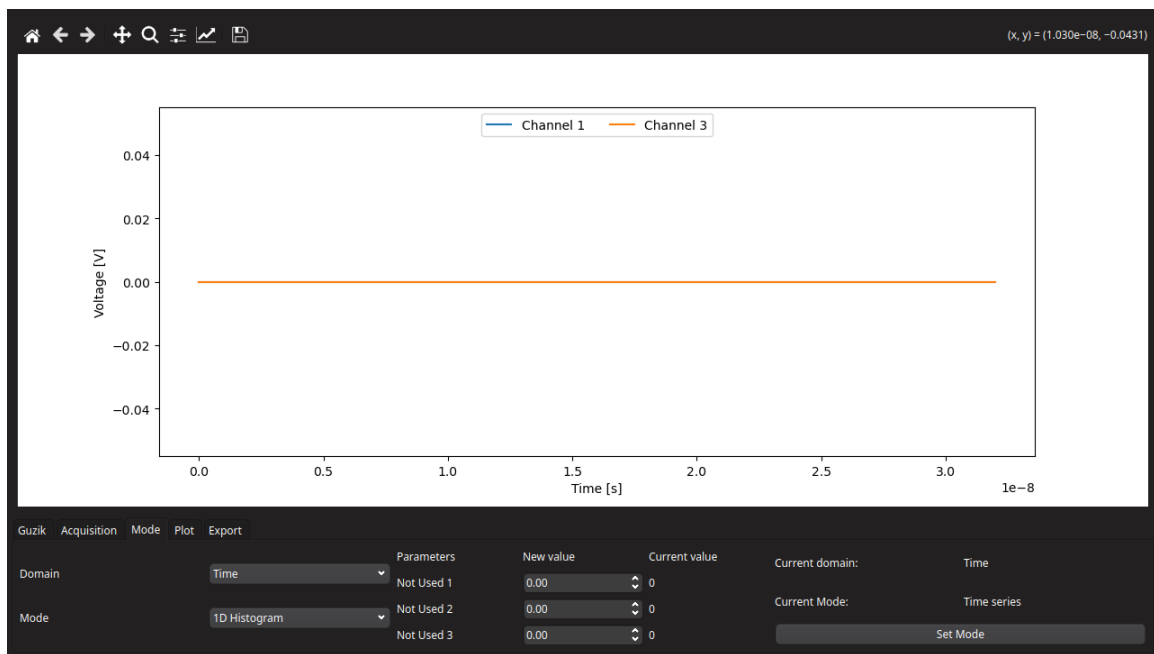 (x, y) = (1.030e−08, −0.0431)
Channel 1 Channel 3
0.04
0.02
0.00
−0.02
−0.04
Voltage [V]
0.0 0.5 1.0 1.5 2.0 2.5 3.0
Time [s]
1e−8
Guzik Acquisition Mode Plot Export
Parameters New value Current value
Domain Time
Current domain: Time
Not Used 1 0.00 0
Not Used 2 0.00 0
Current Mode: Time series
Mode 1D Histogram
Not Used 3 0.00 0
Set Mode